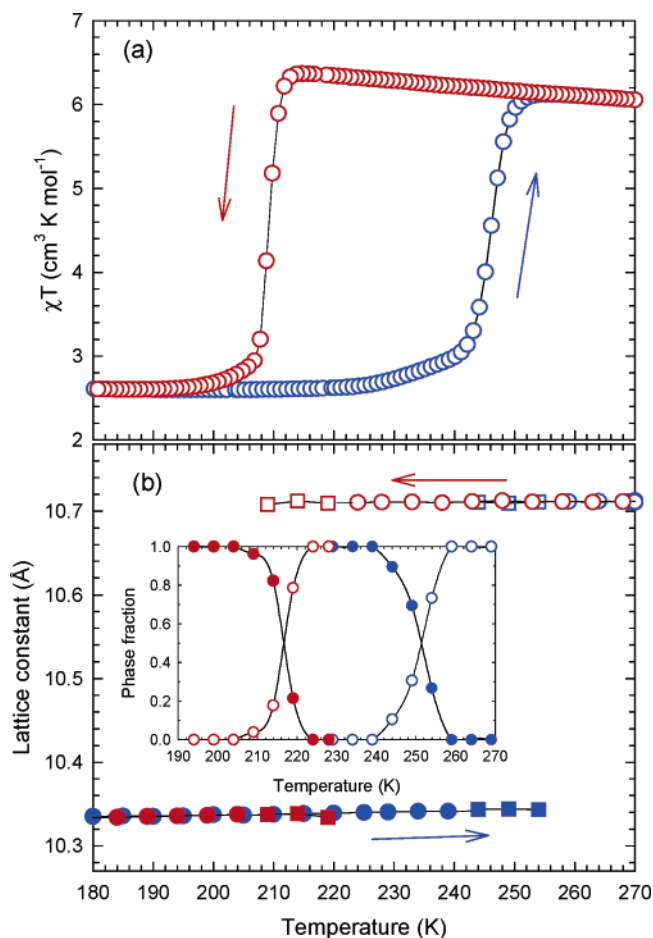 7
(a)
6
5
4
3
2
χT (cm³ K mol⁻¹)
(b)
10.7
10.6
10.5
10.4
10.3
Lattice constant (Å)
1.0
0.8
0.6
0.4
0.2
0.0
Phase fraction
190 200 210 220 230 240 250 260 270
Temperature (K)
180 190 200 210 220 230 240 250 260 270
Temperature (K)